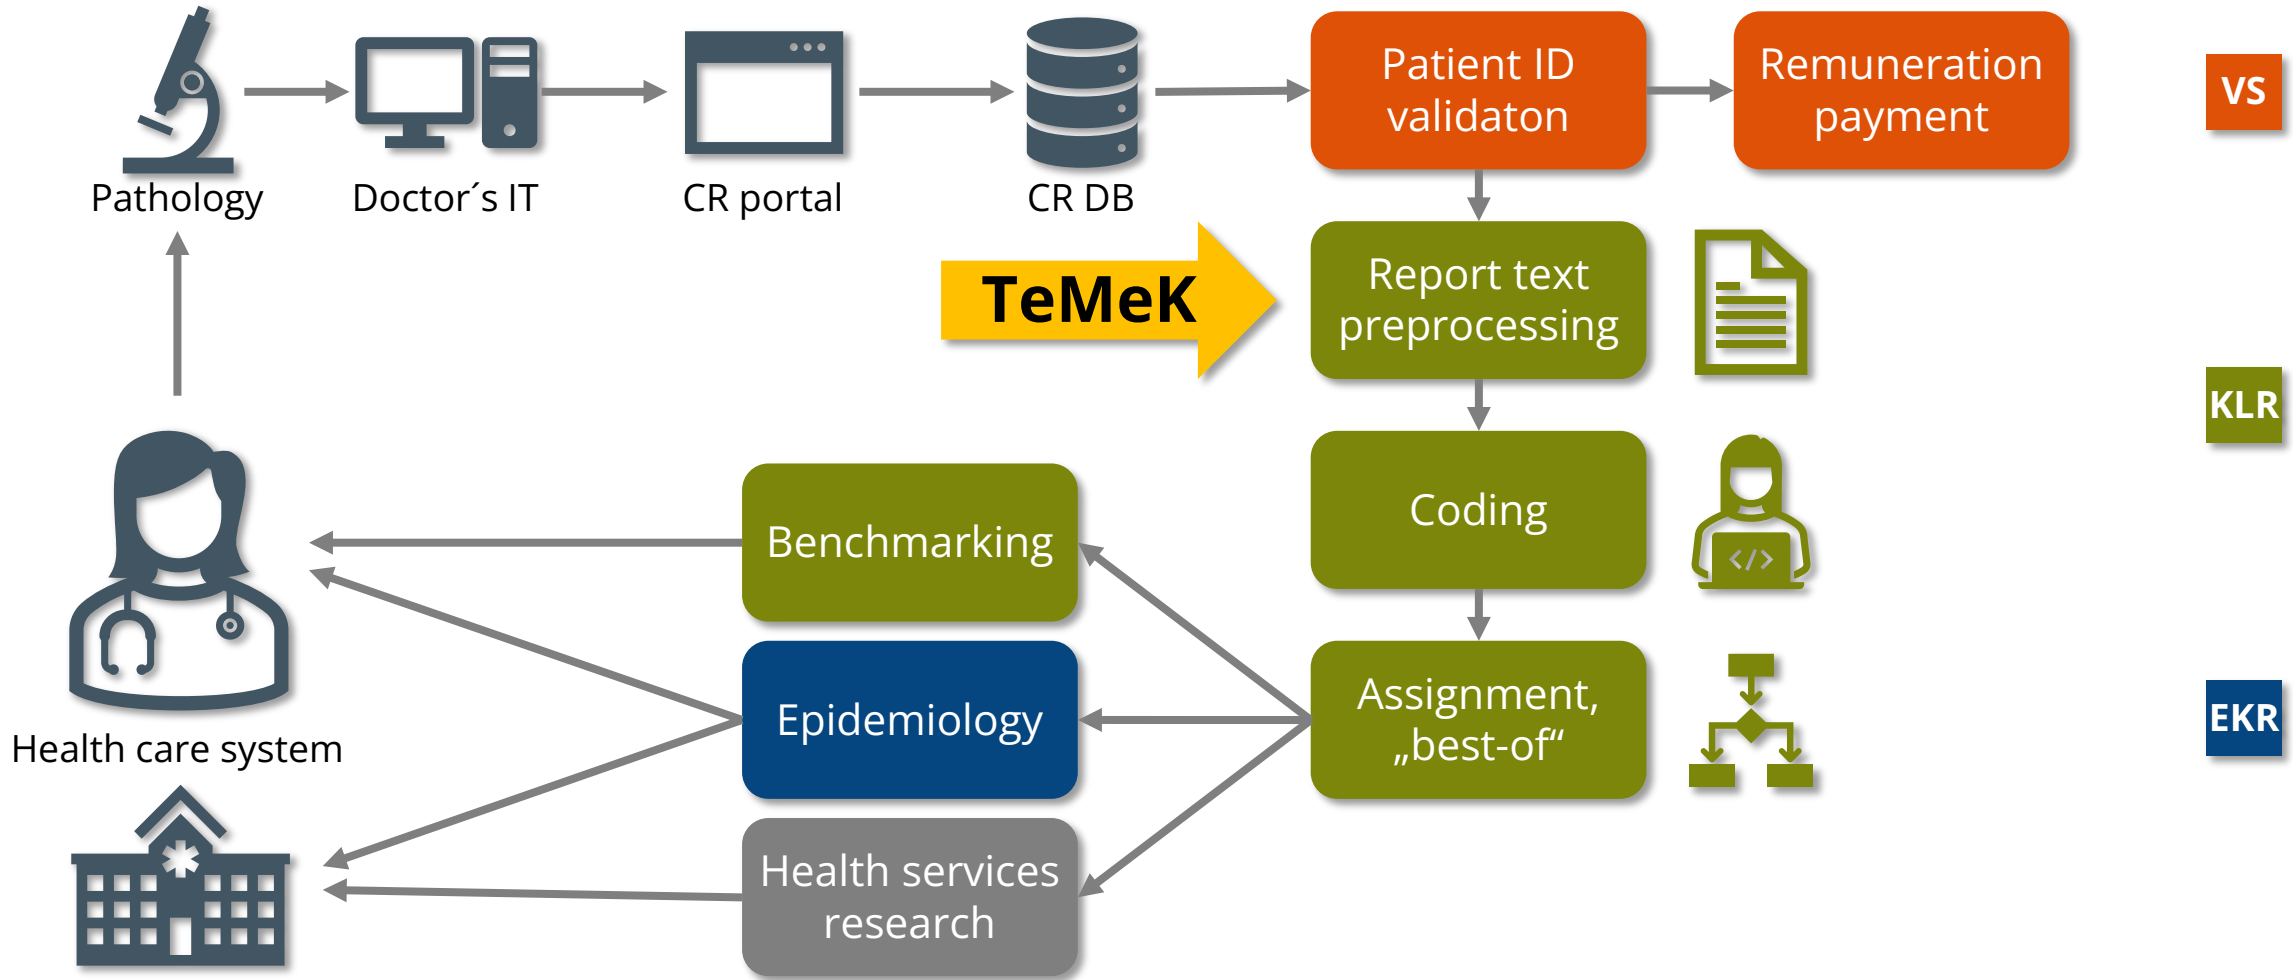 Pathology
Doctor´s IT
CR portal
CR DB
Patient ID
validaton
Remuneration
payment
VS
TeMeK
Report text
preprocessing
KLR
Coding
Benchmarking
Assignment,
„best-of“
Epidemiology
EKR
Health care system
Health services
research